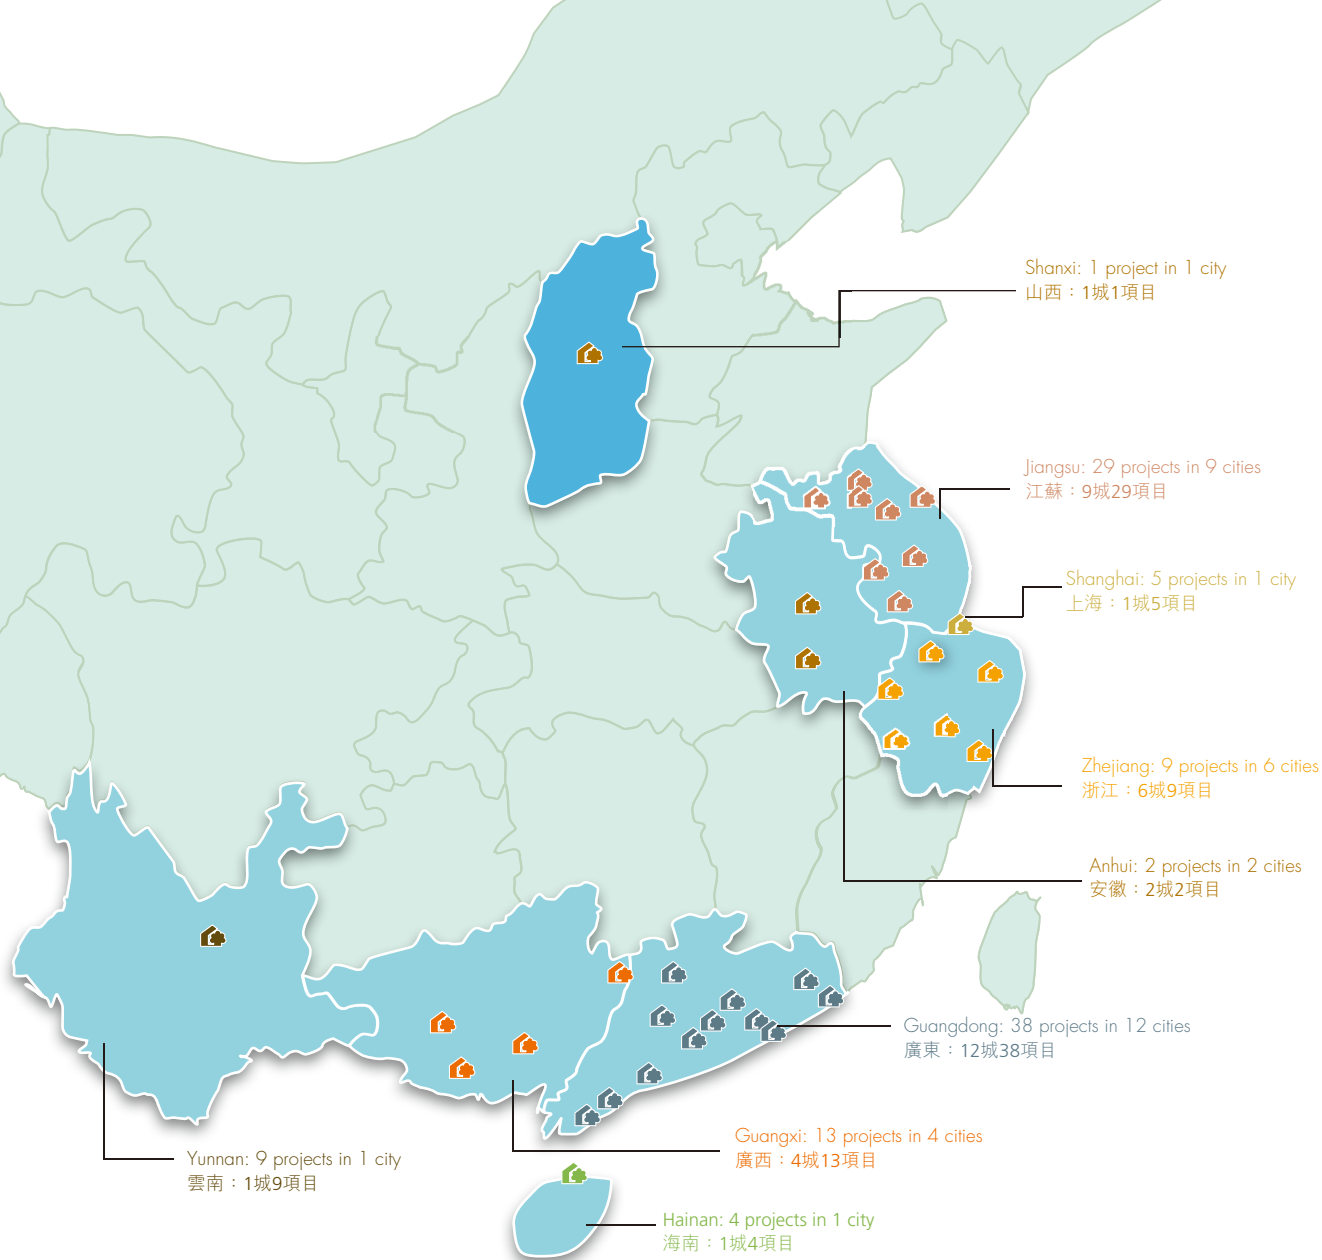 Shanxi: 1 project in 1 city
山西：1城1項目
Jiangsu: 29 projects in 9 cities
江蘇：9城29項目
Shanghai: 5 projects in 1 city
上海：1城5項目
Zhejiang: 9 projects in 6 cities
浙江：6城9項目
Anhui: 2 projects in 2 cities
安徽：2城2項目
Guangdong: 38 projects in 12 cities
廣東：12城38項目
Guangxi: 13 projects in 4 cities
廣西：4城13項目
Yunnan: 9 projects in 1 city
雲南：1城9項目
Hainan: 4 projects in 1 city
海南：1城4項目